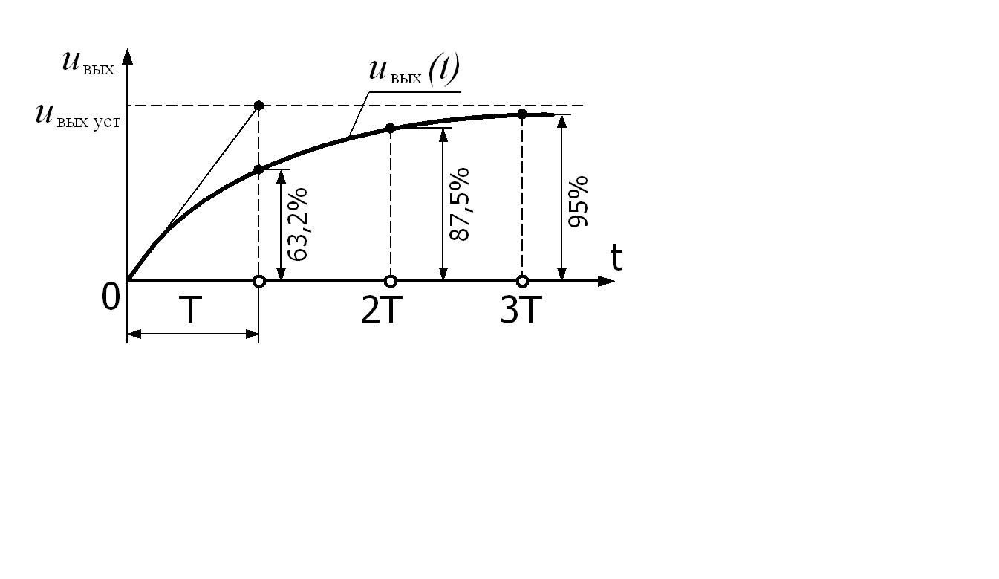 u вых
u вых (t)
u вых уст
63,2%
87,5%
95%
t
0
T
2T
3T